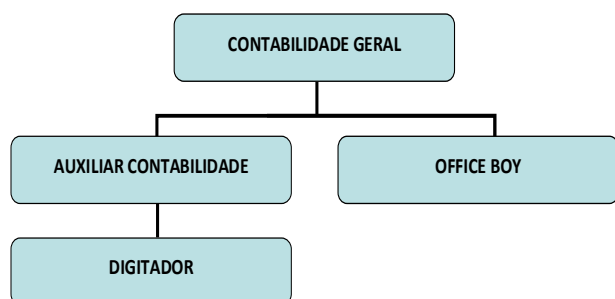 CONTABILIDADE GERAL
AUXILIAR CONTABILIDADE
OFFICE BOY
DIGITADOR